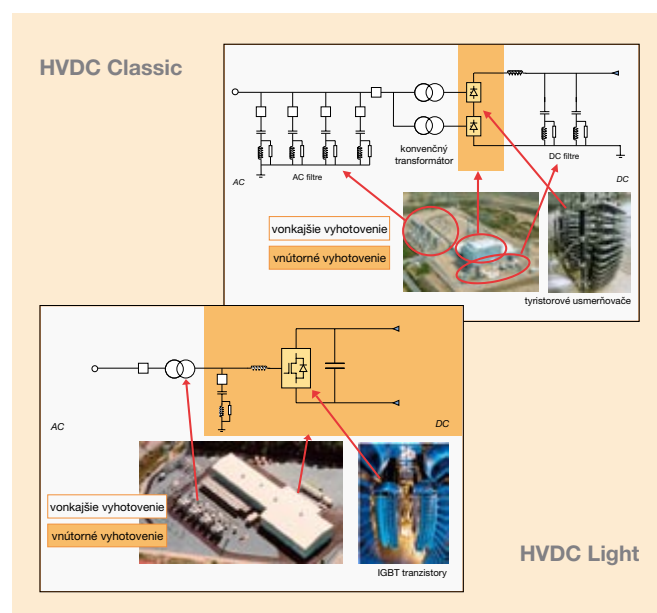 HVDC Classic
konvenčný
transformátor
AC
AC filtre
DC filtre
DC
vonkajšie vyhotovenie
vnútorné vyhotovenie
tyristorové usmerňovače
AC
DC
vonkajšie vyhotovenie
vnútorné vyhotovenie
IGBT tranzistory
HVDC Light